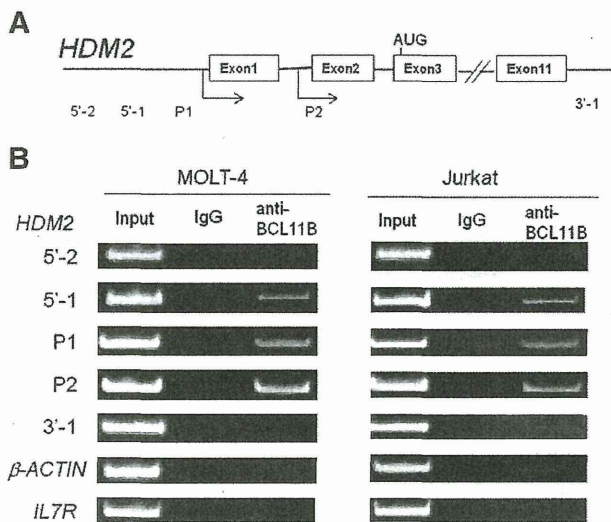 A
HDM2
AUG
Exon1
Exon2
Exon3
Exon11
5'-2 5'-1 P1 P2 3'-1
B
MOLT-4 Jurkat
HDM2 Input IgG anti-BCL11B Input IgG anti-BCL11B
5'-2
5'-1
P1
P2
3'-1
β-ACTIN
IL7R